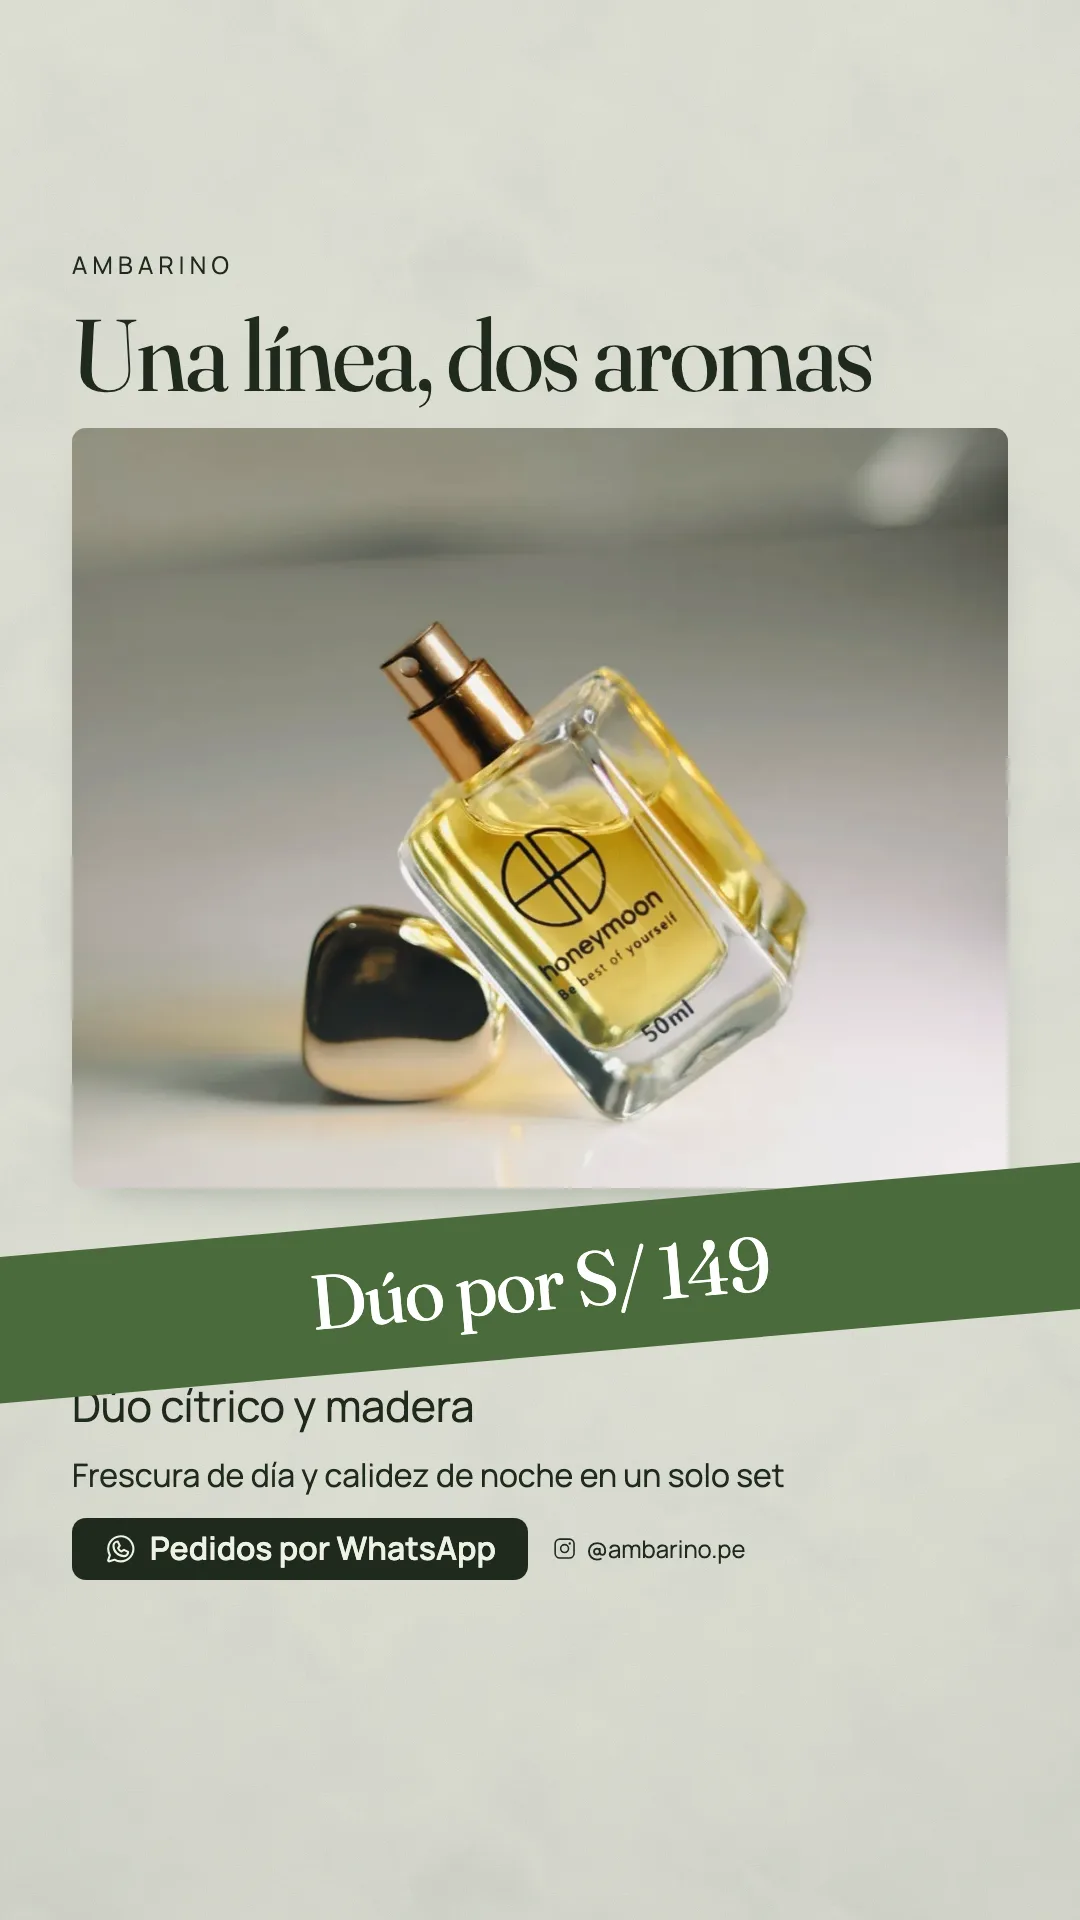 AMBARINO
Una línea, dos aromas
honeymoon
Be best of yourself
50ml
Dúo por S/ 149
Dúo cítrico y madera
Frescura de día y calidez de noche en un solo set
Pedidos por WhatsApp
@ambarino.pe